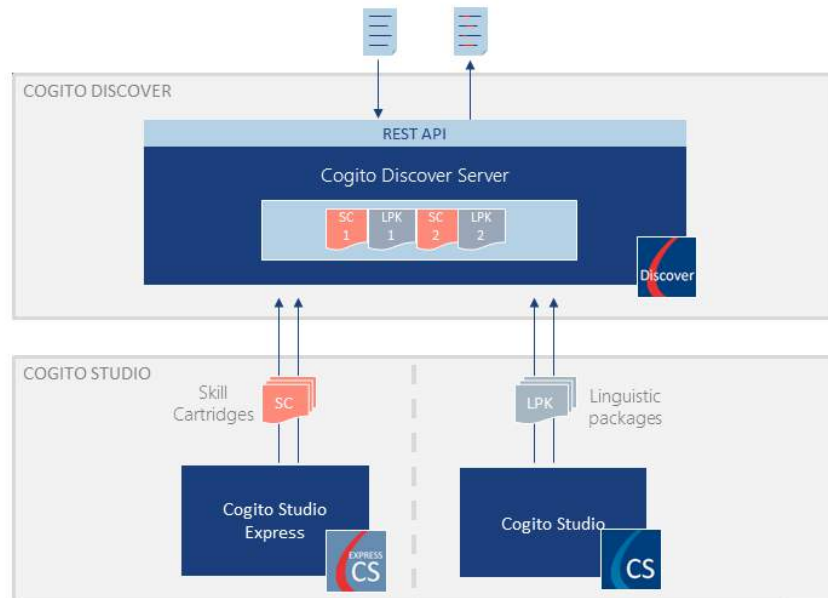 COGITO DISCOVER
REST API
Cogito Discover Server
SC
1
LPK
1
SC
2
LPK
2
Discover
COGITO STUDIO
Skill
Cartridges
SC
LPK
Linguistic
packages
Cogito Studio
Express
EXPRESS
CS
Cogito Studio
CS